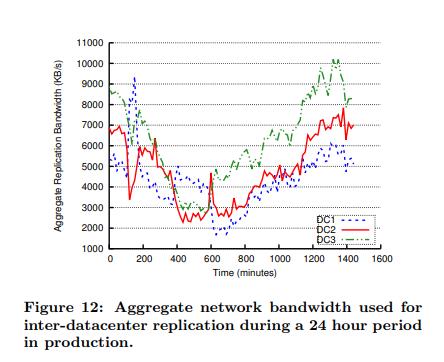 11000
10000
9000
8000
7000
6000
5000
4000
3000
2000
1000
Aggregate Replication Bandwidth (KB/s)
DC1
DC2
DC3
0 200 400 600 800 1000 1200 1400 1600
Time (minutes)
Figure 12: Aggregate network bandwidth used for
inter-datacenter replication during a 24 hour period
in production.